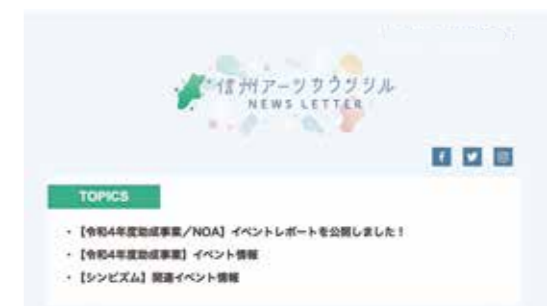 信州アーツカウンシル
NEWS LETTER
TOPICS
・【令和4年度助成事業/NOA】イベントレポートを公開しました！
・【令和4年度助成事業】イベント情報
・【シンビズム】関連イベント情報